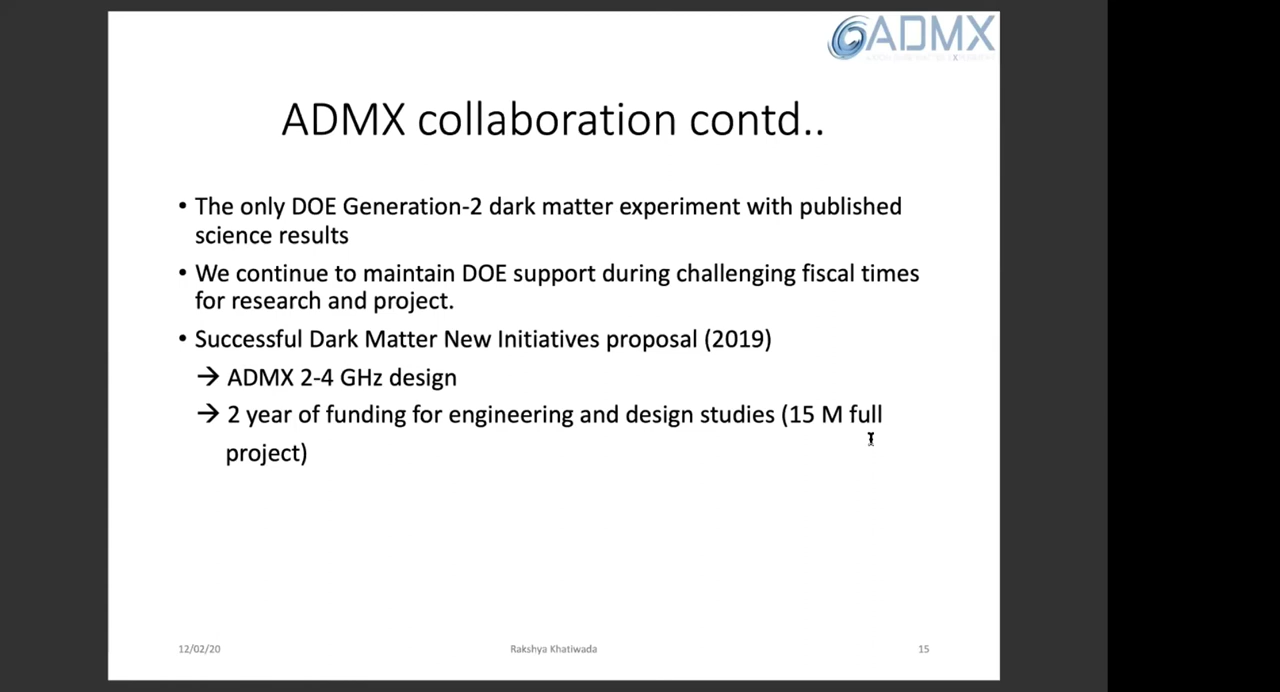 ADMX
ADMX collaboration contd..
• The only DOE Generation-2 dark matter experiment with published
science results
• We continue to maintain DOE support during challenging fiscal times
for research and project.
• Successful Dark Matter New Initiatives proposal (2019)
→ ADMX 2-4 GHz design
→ 2 year of funding for engineering and design studies (15 M full
project)
12/02/20
Rakshya Khatiwada
15